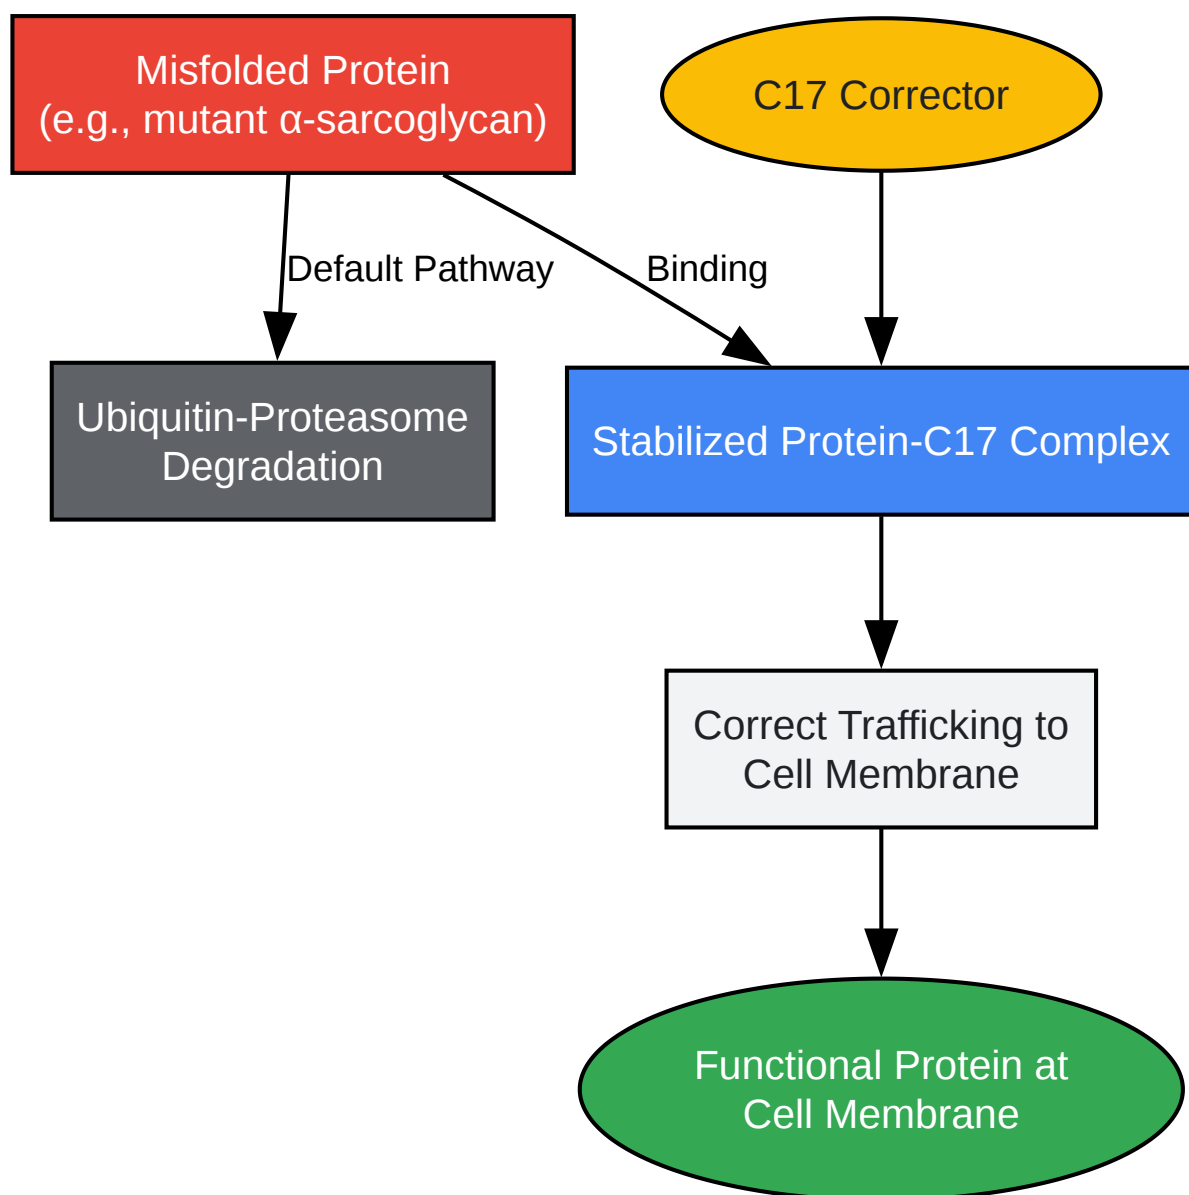 Misfolded Protein
(e.g., mutant α-sarcoglycan)
C17 Corrector
Default Pathway
Binding
Ubiquitin-Proteasome
Degradation
Stabilized Protein-C17 Complex
Correct Trafficking to
Cell Membrane
Functional Protein at
Cell Membrane